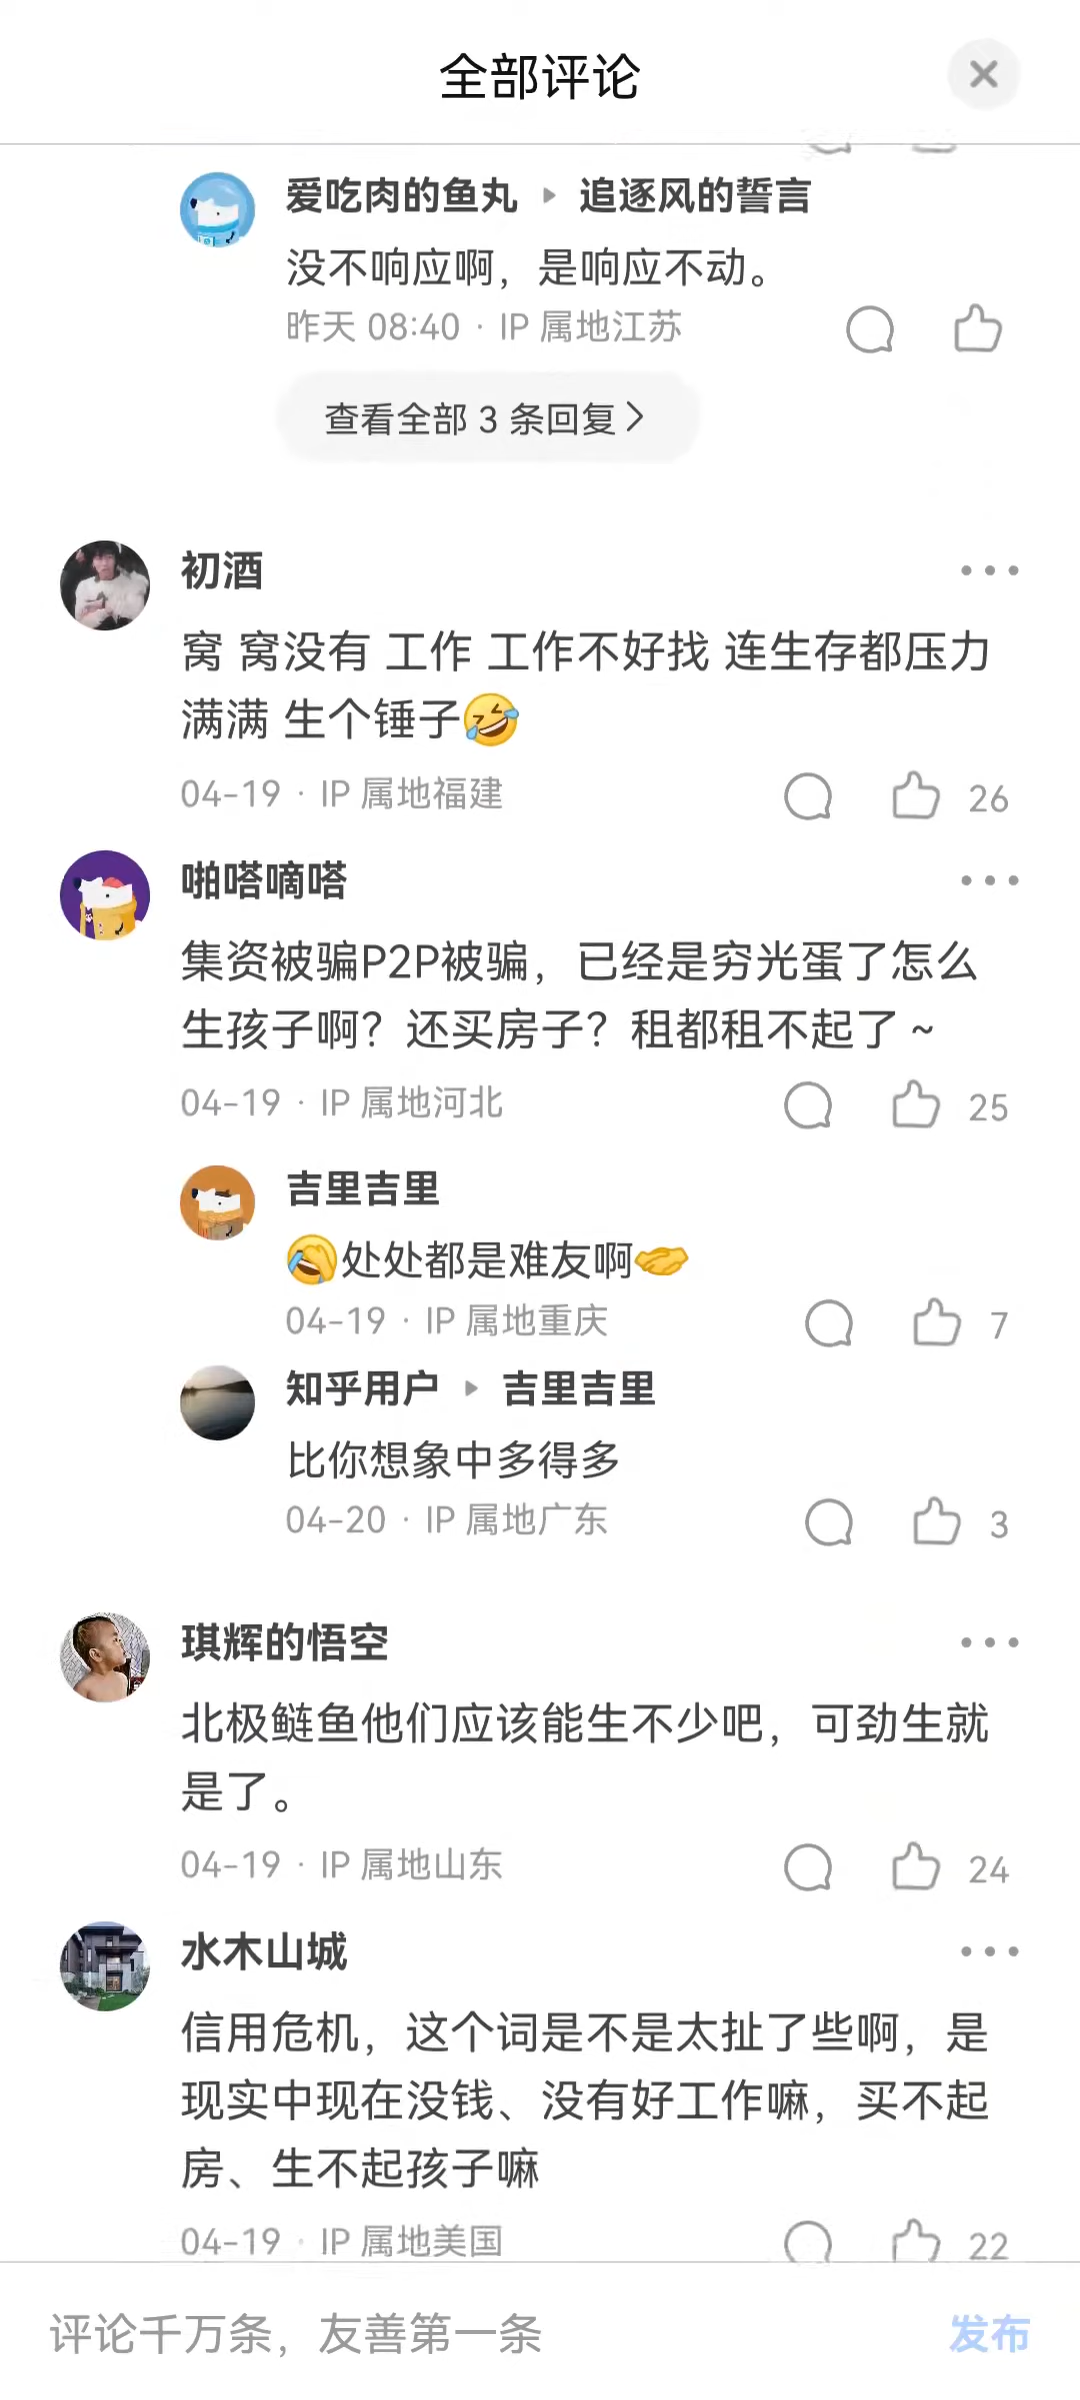 全部评论
爱吃肉的鱼丸 ▸ 追逐风的誓言
没不响应啊，是响应不动。
昨天 08:40 · IP 属地江苏
查看全部 3 条回复
初酒
窝 窝没有 工作 工作不好找 连生存都压力
满满 生个锤子🤣
04-19 · IP 属地福建
26
啪嗒嘀嗒
集资被骗P2P被骗，已经是穷光蛋了怎么
生孩子啊？还买房子？租都租不起了～
04-19 · IP 属地河北
25
吉里吉里
处处都是难友啊
04-19 · IP 属地重庆
7
知乎用户 ▸ 吉里吉里
比你想象中多得多
04-20 · IP 属地广东
3
琪辉的悟空
北极鲢鱼他们应该能生不少吧，可劲生就
是了。
04-19 · IP 属地山东
24
水木山城
信用危机，这个词是不是太扯了些啊，是
现实中现在没钱、没有好工作嘛，买不起
房、生不起孩子嘛
04-19 · IP 属地美国
22
评论千万条，友善第一条
发布